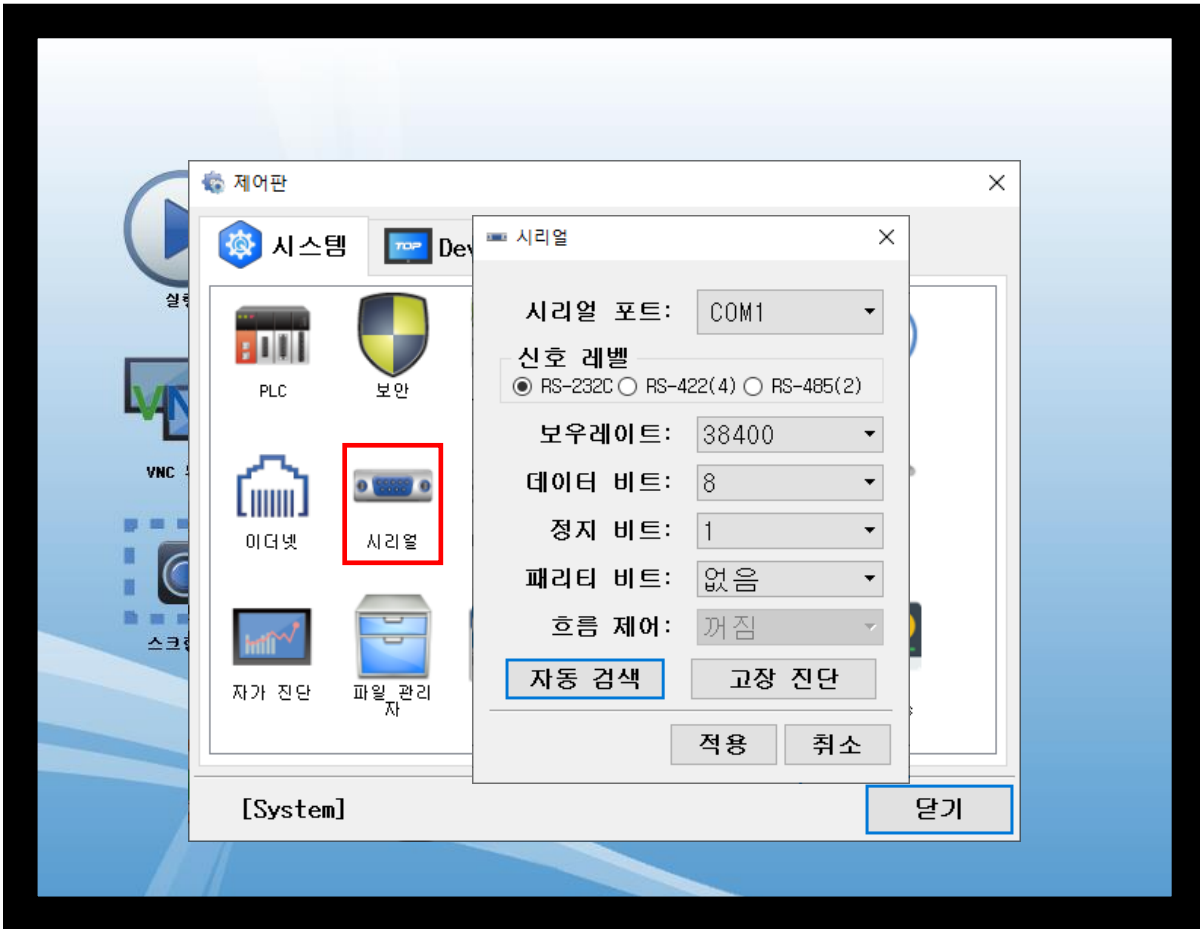 제어판
시스템
TOP
시리얼
시리얼 포트: COM1
신호 레벨
RS-232C RS-422(4) RS-485(2)
보우레이트: 38400
데이터 비트: 8
정지 비트: 1
패리티 비트: 없음
흐름 제어: 꺼짐
자동 검색 고장 진단
적용 취소
PLC
보안
이더넷
시리얼
자가 진단
파일 관리
자
VNC
[System]
닫기